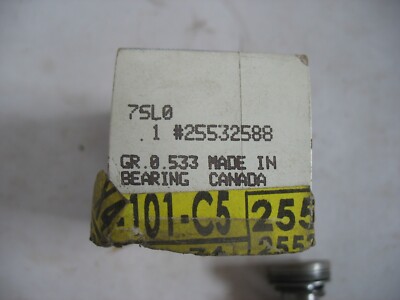 7SL0
.1 #25532588
GR.0.533 MADE IN
BEARING CANADA
101-C5 255